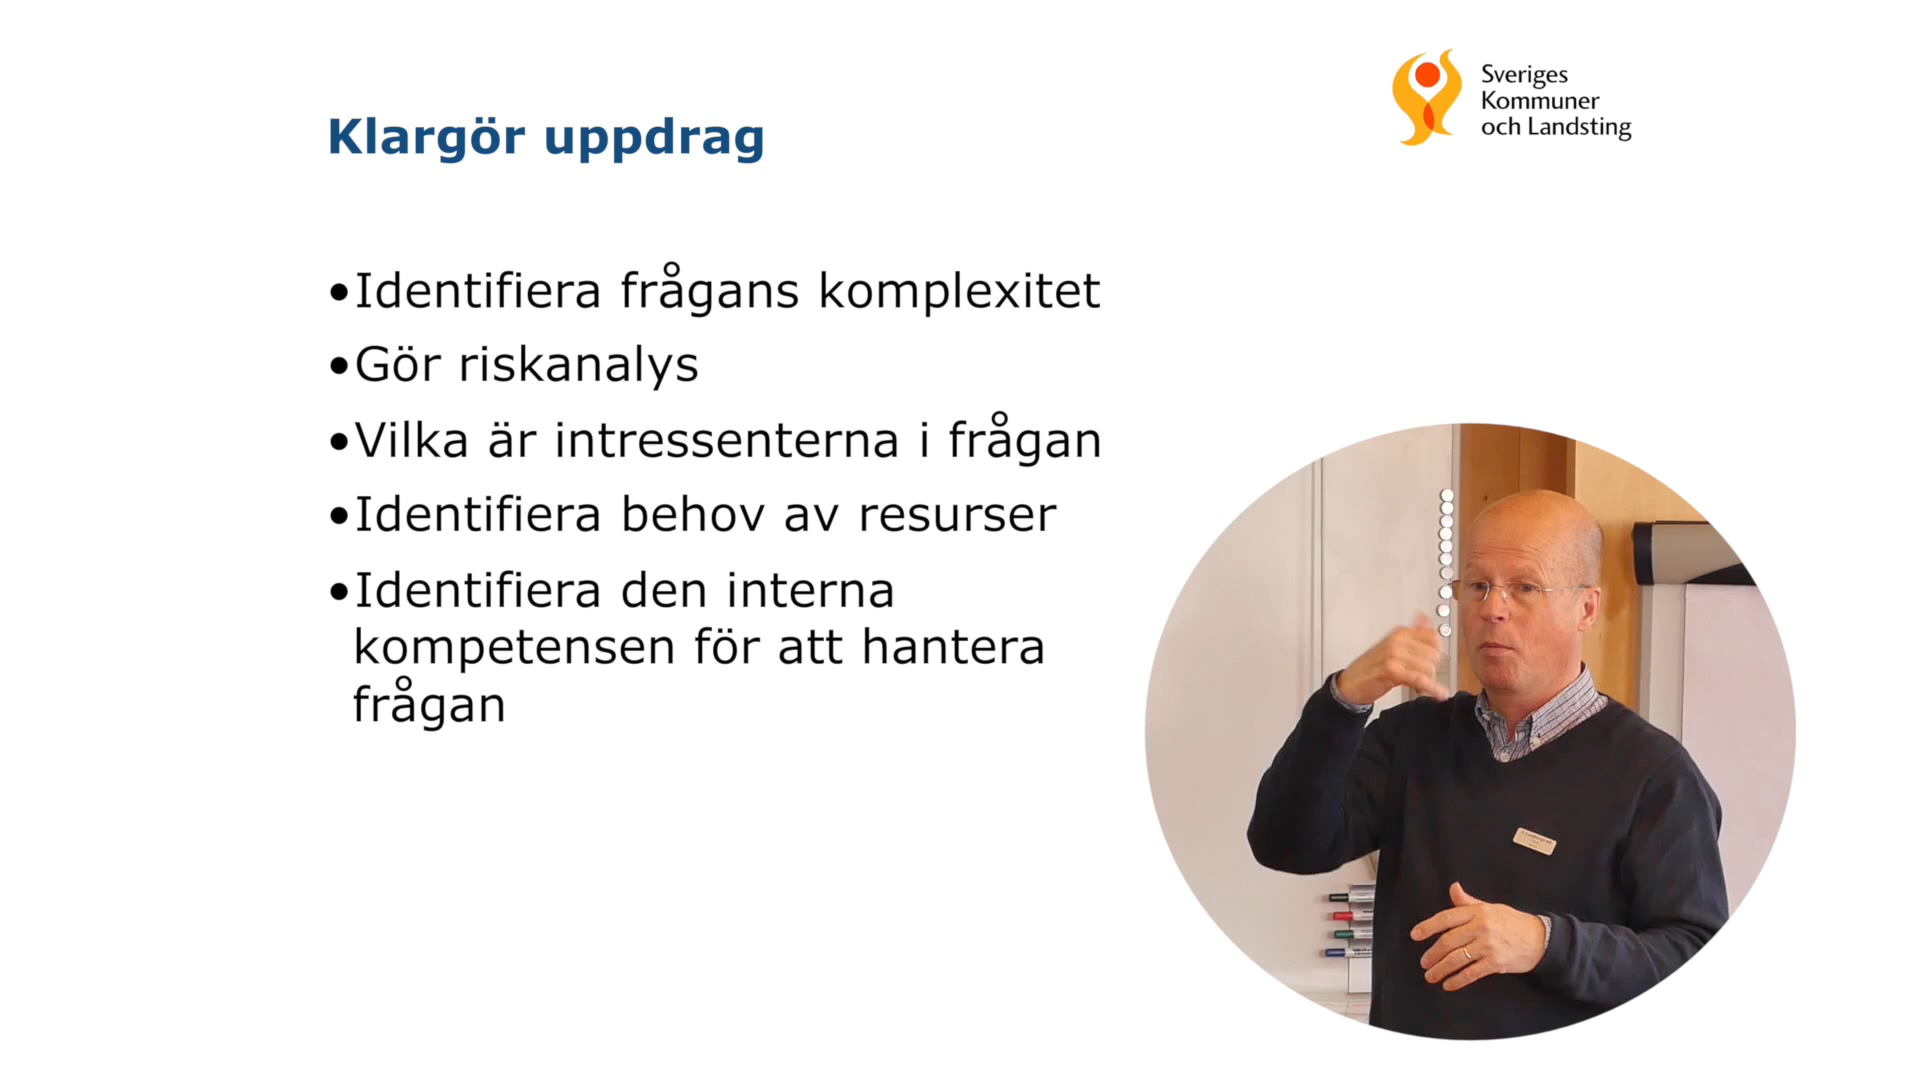 Sveriges
Kommuner
och Landsting
Klargör uppdrag
•Identifiera frågans komplexitet
•Gör riskanalys
•Vilka är intressenterna i frågan
•Identifiera behov av resurser
•Identifiera den interna
kompetensen för att hantera
frågan